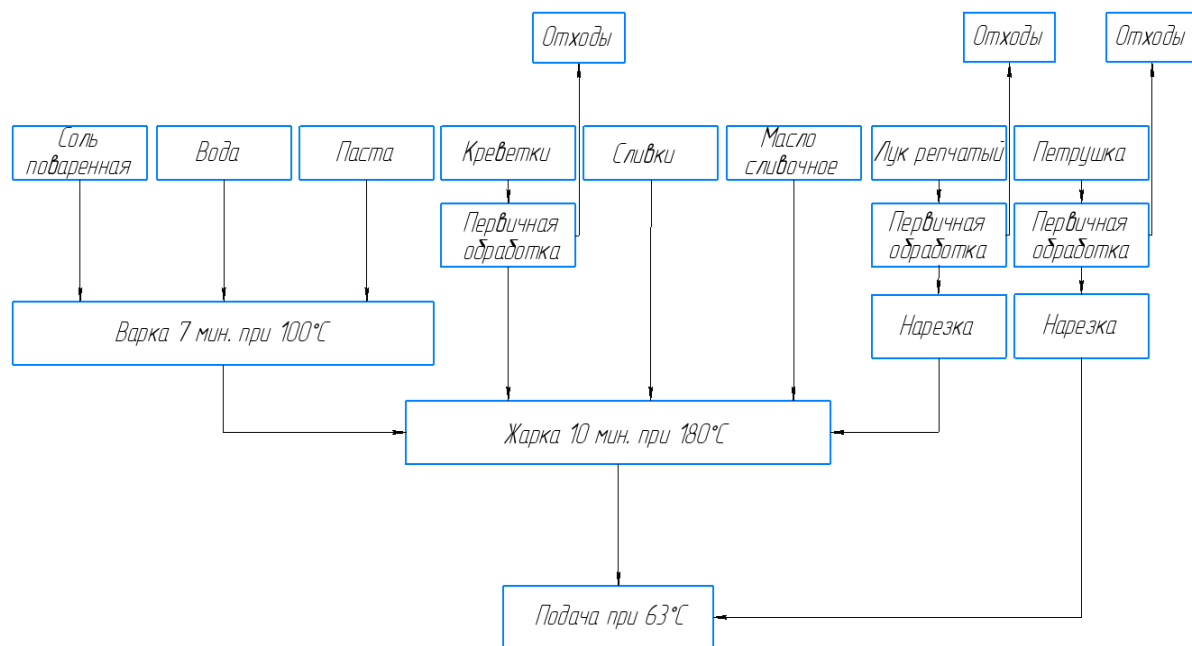 Отходы
Отходы
Отходы
Соль
поваренная
Вода
Паста
Креветки
Сливки
Масло
сливочное
Лук репчатый
Петрушка
Первичная
обработка
Первичная
обработка
Первичная
обработка
Варка 7 мин. при 100°С
Нарезка
Нарезка
Жарка 10 мин. при 180°С
Подача при 63°С